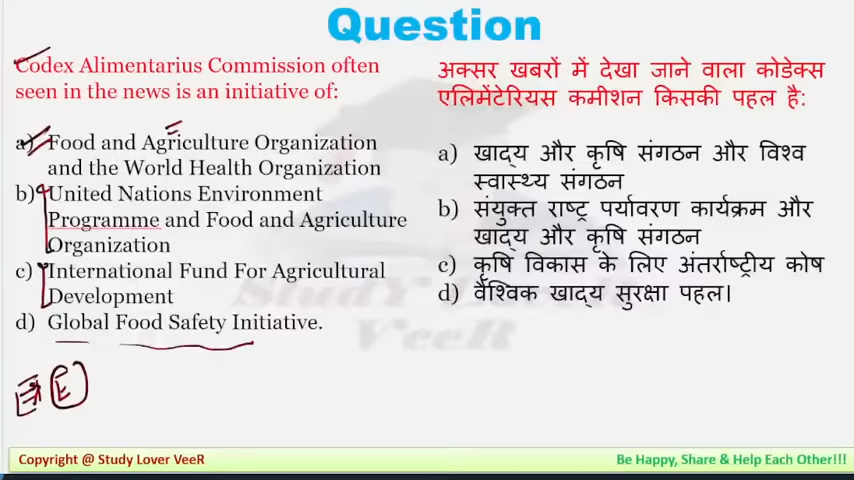 Question
Codex Alimentarius Commission often
seen in the news is an initiative of:
a) Food and Agriculture Organization
and the World Health Organization
b) United Nations Environment
Programme and Food and Agriculture
Organization
c) International Fund For Agricultural
Development
d) Global Food Safety Initiative.
अक्सर खबरों में देखा जाने वाला कोडेक्स
एलिमेंटेरियस कमीशन किसकी पहल है:
a) खाद्य और कृषि संगठन और विश्व
स्वास्थ्य संगठन
b) संयुक्त राष्ट्र पर्यावरण कार्यक्रम और
खाद्य और कृषि संगठन
c) कृषि विकास के लिए अंतर्राष्ट्रीय कोष
d) वैश्विक खाद्य सुरक्षा पहल।
StudY LoveR
VeeR
Copyright @ Study Lover VeeR
Be Happy, Share & Help Each Other!!!